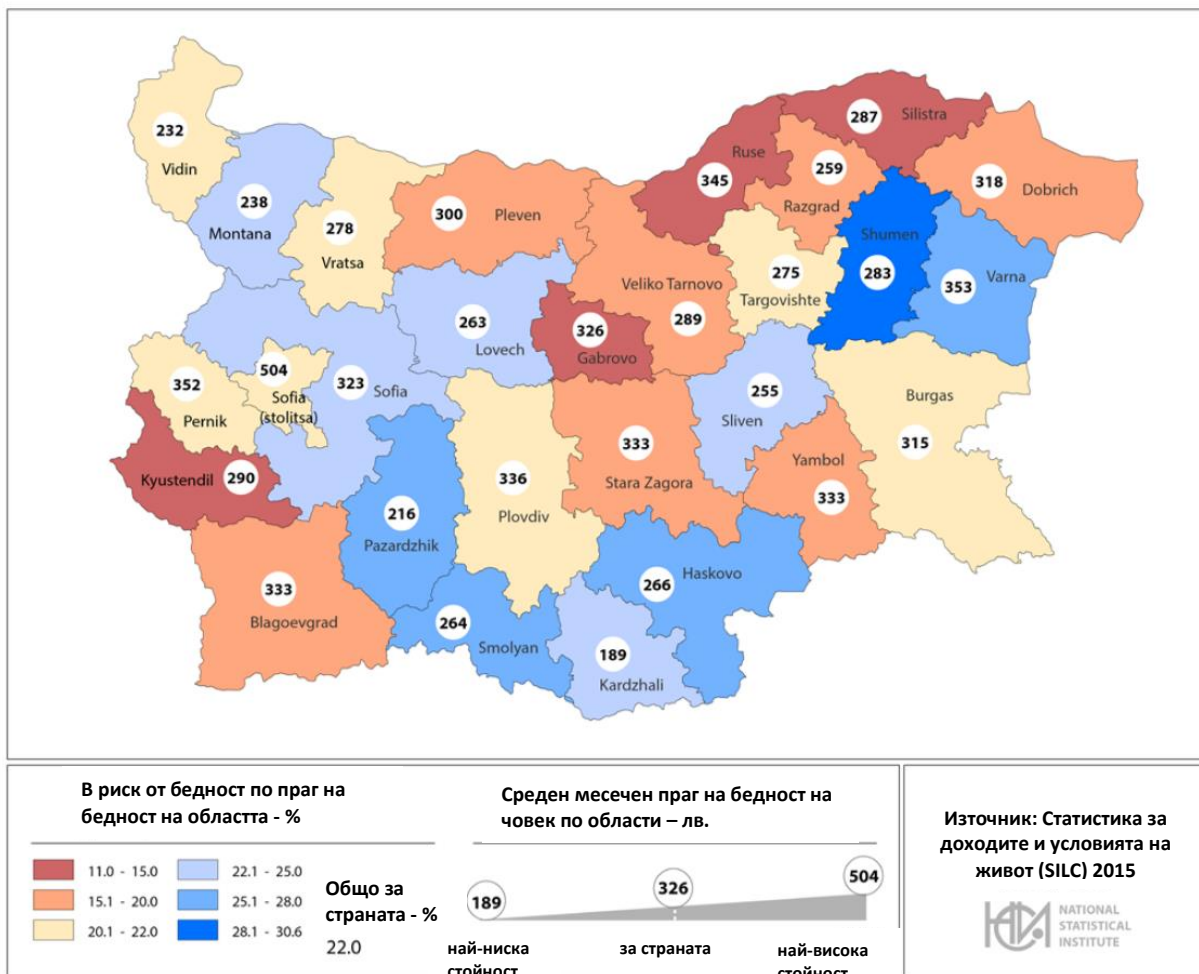 232
Vidin
238
Montana
278
Vratsa
300
Pleven
345
Ruse
287
Silistra
259
Razgrad
318
Dobrich
Shumen
283
353
Varna
275
Targovishte
Veliko Tarnovo
289
263
Lovech
326
Gabrovo
352
Pernik
504
Sofia
(stolitsa)
323
Sofia
Kyustendil
290
216
Pazardzhik
336
Plovdiv
333
Stara Zagora
255
Sliven
Yambol
333
Burgas
315
333
Blagoevgrad
264
Smolyan
266
Haskovo
189
Kardzhali
В риск от бедност по праг на
бедност на областта - %
11.0 - 15.0
15.1 - 20.0
20.1 - 22.0
22.1 - 25.0
25.1 - 28.0
28.1 - 30.6
Общо за
страната - %
22.0
Среден месечен праг на бедност на
човек по области – лв.
189
326
504
най-ниска
стойност
за страната
най-висока
стойност
Източник: Статистика за
доходите и условията на
живот (SILC) 2015
НСИ
NATIONAL
STATISTICAL
INSTITUTE